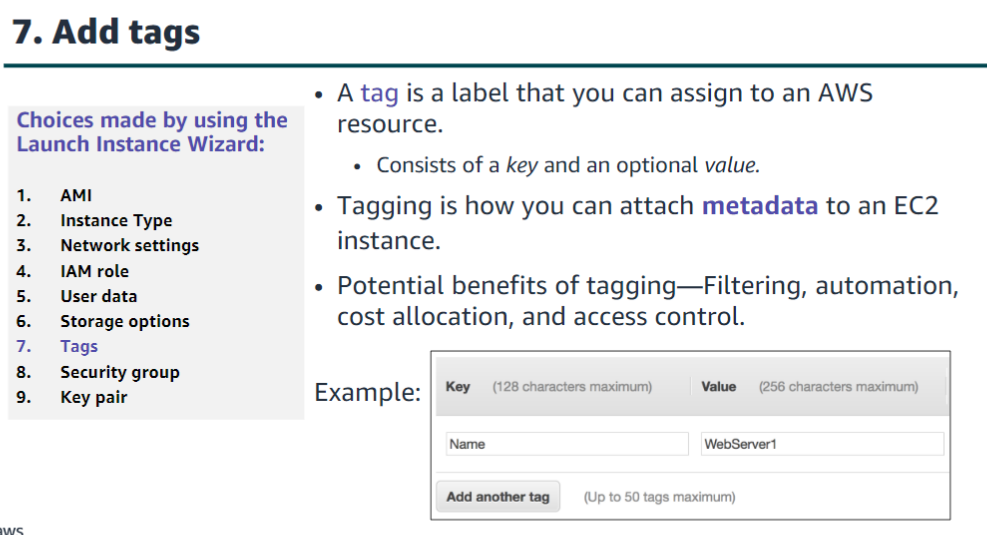 7. Add tags
Choices made by using the
Launch Instance Wizard:
1. AMI
2. Instance Type
3. Network settings
4. IAM role
5. User data
6. Storage options
7. Tags
8. Security group
9. Key pair
• A tag is a label that you can assign to an AWS
resource.
• Consists of a key and an optional value.
• Tagging is how you can attach metadata to an EC2
instance.
• Potential benefits of tagging—Filtering, automation,
cost allocation, and access control.
Example:
Key (128 characters maximum) Value (256 characters maximum)
Name WebServer1
Add another tag (Up to 50 tags maximum)
aws